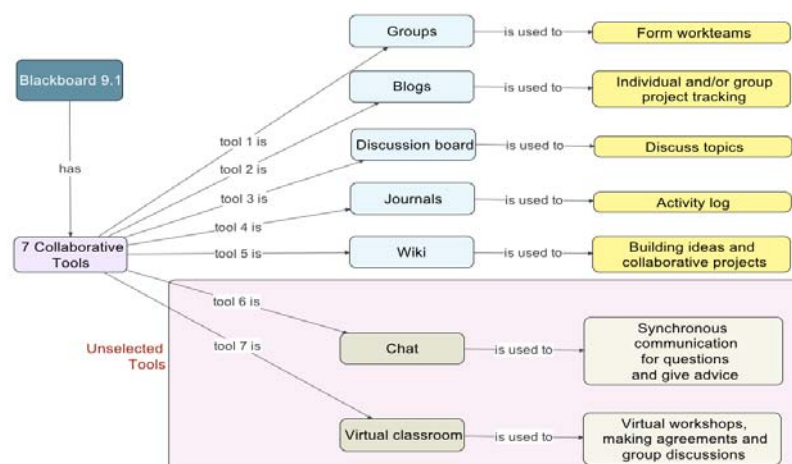 Blackboard 9.1
has
7 Collaborative
Tools
tool 1 is
Groups
is used to
Form workteams
tool 2 is
Blogs
is used to
Individual and/or group
project tracking
tool 3 is
Discussion board
is used to
Discuss topics
tool 4 is
Journals
is used to
Activity log
tool 5 is
Wiki
is used to
Building ideas and
collaborative projects
Unselected
Tools
tool 6 is
Chat
is used to
Synchronous
communication
for questions
and give advice
tool 7 is
Virtual classroom
is used to
Virtual workshops,
making agreements and
group discussions